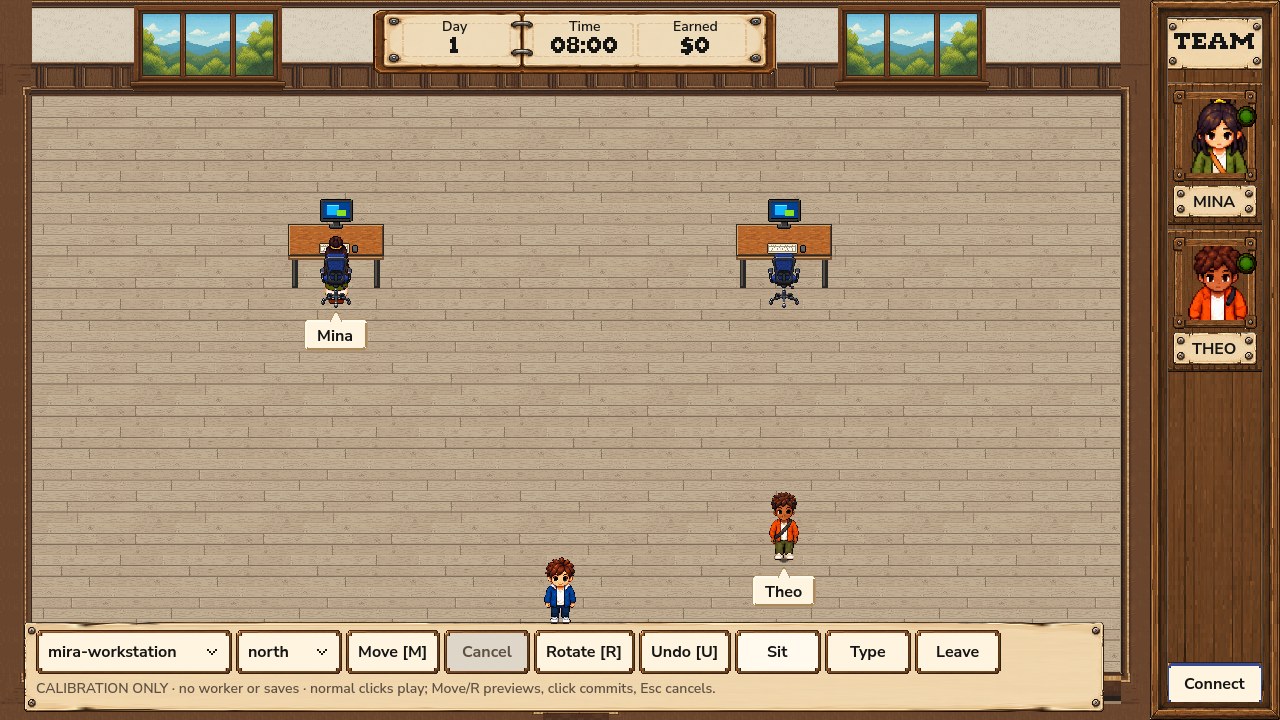 Day
1
Time
08:00
Earned
$0
TEAM
MINA
THEO
Mina
Theo
mira-workstation
north
Move [M]
Cancel
Rotate [R]
Undo [U]
Sit
Type
Leave
CALIBRATION ONLY · no worker or saves · normal clicks play; Move/R previews, click commits, Esc cancels.
Connect